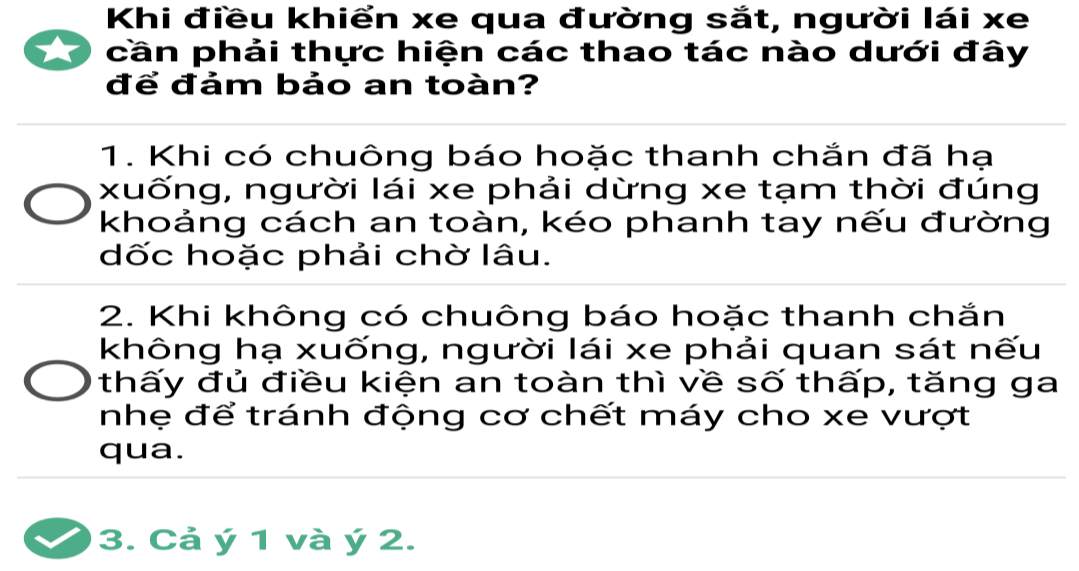 Khi điều khiển xe qua đường sắt, người lái xe
cần phải thực hiện các thao tác nào dưới đây
để đảm bảo an toàn?
1. Khi có chuông báo hoặc thanh chắn đã hạ
xuống, người lái xe phải dừng xe tạm thời đúng
khoảng cách an toàn, kéo phanh tay nếu đường
dốc hoặc phải chờ lâu.
2. Khi không có chuông báo hoặc thanh chắn
không hạ xuống, người lái xe phải quan sát nếu
thấy đủ điều kiện an toàn thì về số thấp, tăng ga
nhẹ để tránh động cơ chết máy cho xe vượt
qua.
3. Cả ý 1 và ý 2.